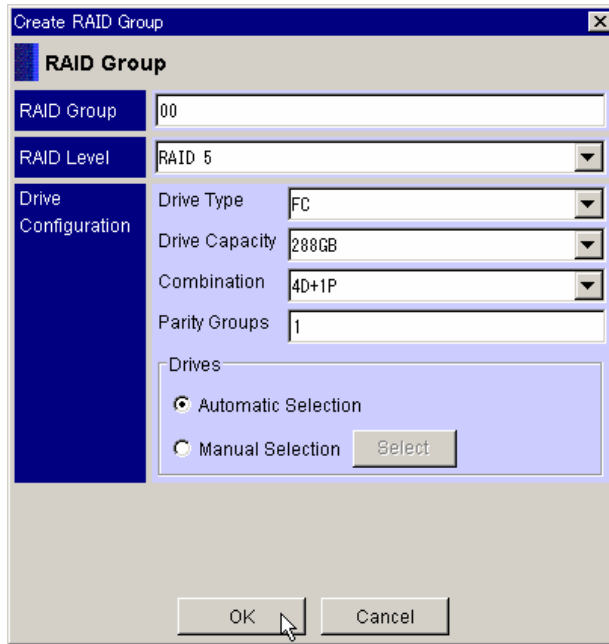 Create RAID Group
RAID Group
RAID Group 00
RAID Level RAID 5
Drive
Configuration
Drive Type FC
Drive Capacity 288GB
Combination 4D+1P
Parity Groups 1
Drives
Automatic Selection
Manual Selection Select
OK Cancel